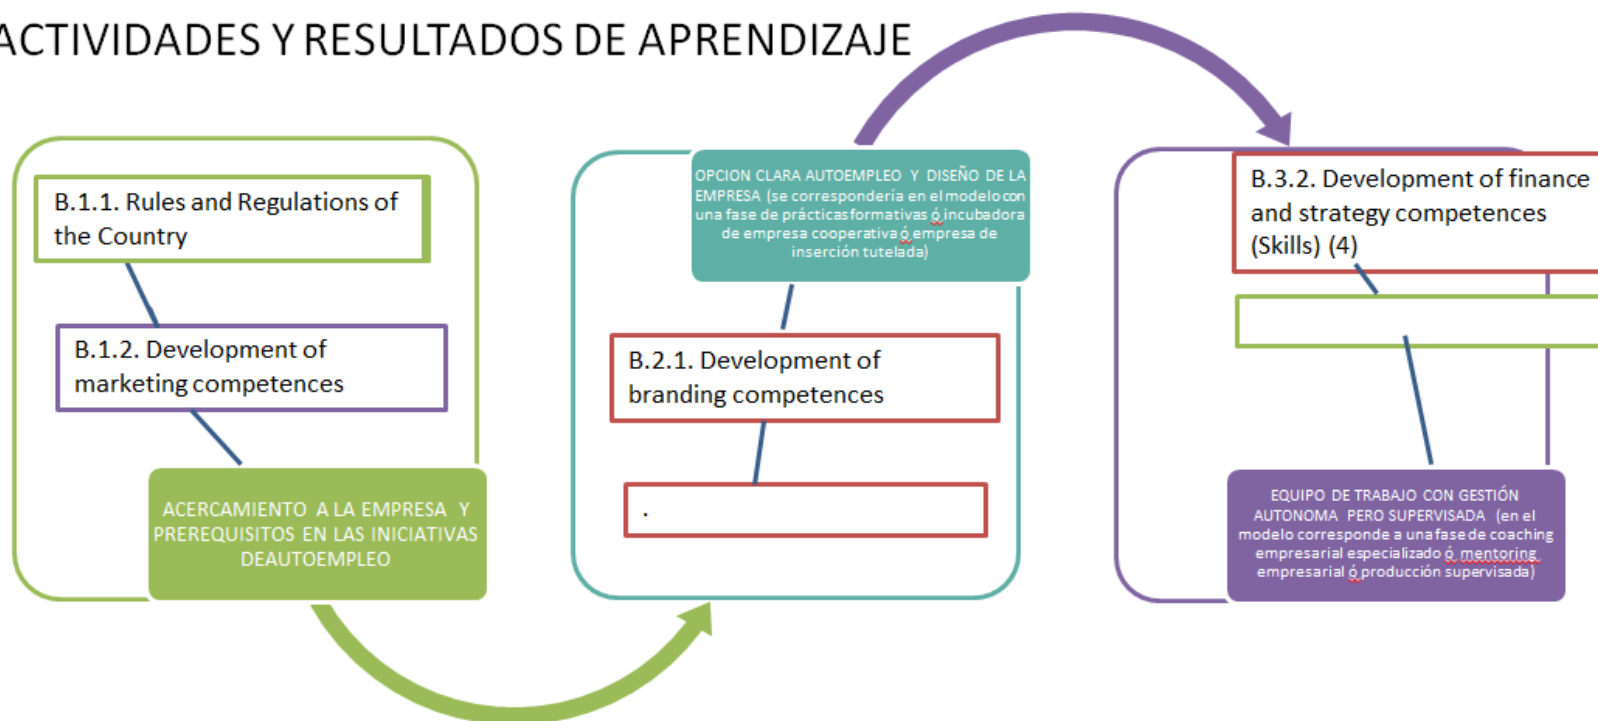 ACTIVIDADES Y RESULTADOS DE APRENDIZAJE
B.1.1. Rules and Regulations of
the Country
B.1.2. Development of
marketing competences
ACERCAMIENTO A LA EMPRESA Y
PREREQUISITOS EN LAS INICIATIVAS
DEAUTOEMPLEO
OPCION CLARA AUTOEMPLEO Y DISEÑO DE LA
EMPRESA (se correspondería en el modelo con
una fase de prácticas formativas ó incubadora
de empresa cooperativa ó empresa de
inserción tutelada)
B.2.1. Development of
branding competences
.
B.3.2. Development of finance
and strategy competences
(Skills) (4)
EQUIPO DE TRABAJO CON GESTIÓN
AUTONOMA PERO SUPERVISADA (en el
modelo corresponde a una fase de coaching
empresarial especializado ó mentoring
empresarial ó producción supervisada)